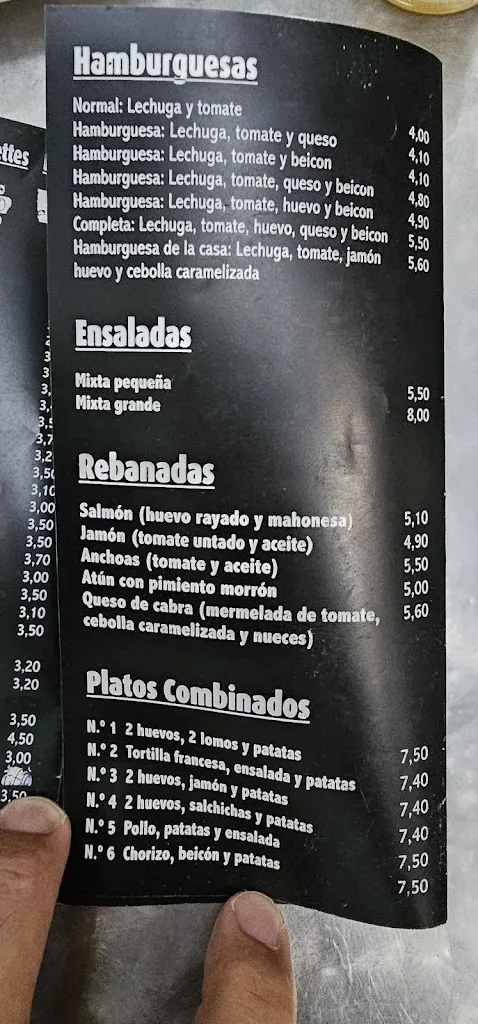 ettes
3,50
3,10
3,00
3,50
3,50
3,70
3,00
3,50
3,10
3,50
3,20
3,20
3,50
4,50
3,00
3,50
Hamburguesas
Normal: Lechuga y tomate 4,00
Hamburguesa: Lechuga, tomate y queso 4,10
Hamburguesa: Lechuga, tomate y beicon 4,10
Hamburguesa: Lechuga, tomate, queso y beicon 4,80
Hamburguesa: Lechuga, tomate, huevo y beicon 4,90
Completa: Lechuga, tomate, huevo, queso y beicon 5,50
Hamburguesa de la casa: Lechuga, tomate, jamón 5,60
huevo y cebolla caramelizada
Ensaladas
Mixta pequeña 5,50
Mixta grande 8,00
Rebanadas
Salmón (huevo rayado y mahonesa) 5,10
Jamón (tomate untado y aceite) 4,90
Anchoas (tomate y aceite) 5,50
Atún con pimiento morrón 5,00
Queso de cabra (mermelada de tomate, 5,60
cebolla caramelizada y nueces)
Platos Combinados
N.º 1 2 huevos, 2 lomos y patatas 7,50
N.º 2 Tortilla francesa, ensalada y patatas 7,40
N.º 3 2 huevos, jamón y patatas 7,40
N.º 4 2 huevos, salchichas y patatas 7,40
N.º 5 Pollo, patatas y ensalada 7,50
N.º 6 Chorizo, beicón y patatas 7,50